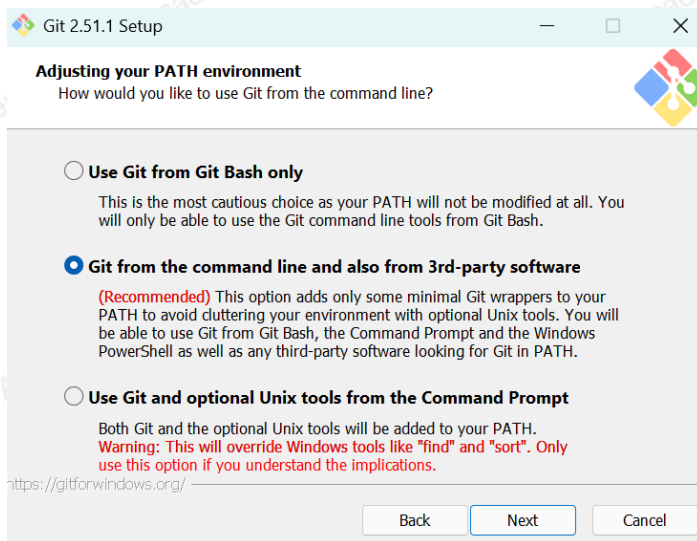 Git 2.51.1 Setup
Adjusting your PATH environment
How would you like to use Git from the command line?
Use Git from Git Bash only
This is the most cautious choice as your PATH will not be modified at all. You
will only be able to use the Git command line tools from Git Bash.
Git from the command line and also from 3rd-party software
(Recommended) This option adds only some minimal Git wrappers to your
PATH to avoid cluttering your environment with optional Unix tools. You will
be able to use Git from Git Bash, the Command Prompt and the Windows
PowerShell as well as any third-party software looking for Git in PATH.
Use Git and optional Unix tools from the Command Prompt
Both Git and the optional Unix tools will be added to your PATH.
Warning: This will override Windows tools like "find" and "sort". Only
use this option if you understand the implications.
https://gitforwindows.org/
Back Next Cancel